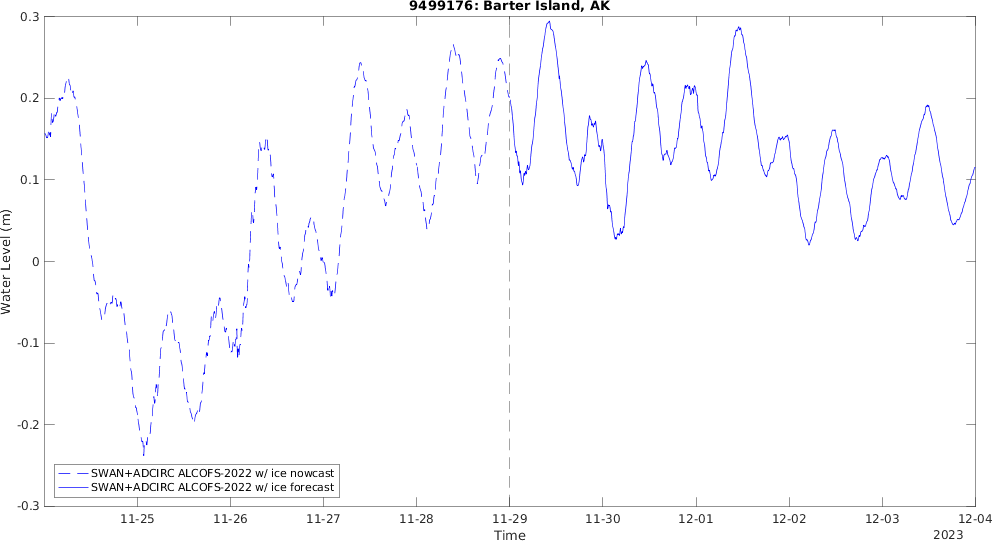 9499176: Barter Island, AK
0.3
0.2
0.1
0
-0.1
-0.2
-0.3
Water Level (m)
SWAN+ADCIRC ALCOFS-2022 w/ ice nowcast
SWAN+ADCIRC ALCOFS-2022 w/ ice forecast
11-25 11-26 11-27 11-28 11-29 11-30 12-01 12-02 12-03 12-04
Time
2023